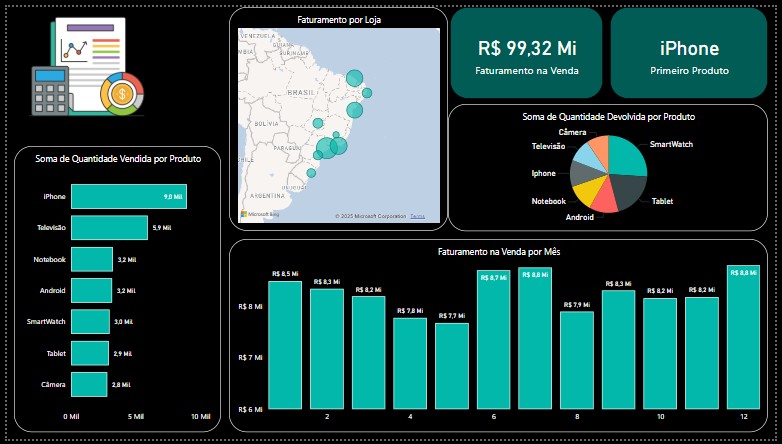 Faturamento por Loja
VENEZUELA
GUIANA
SURINAME
BRASIL
BOLÍVIA
PARAGUAI
CHILE
URUGUAI
ARGENTINA
Microsoft Bing
© 2025 Microsoft Corporation Terms
R$ 99,32 Mi
Faturamento na Venda
iPhone
Primeiro Produto
Soma de Quantidade Devolvida por Produto
Câmera
SmartWatch
Televisão
Iphone
Notebook
Tablet
Android
Soma de Quantidade Vendida por Produto
iPhone 9,0 Mil
Televisão 5,9 Mil
Notebook 3,2 Mil
Android 3,2 Mil
SmartWatch 3,0 Mil
Tablet 2,9 Mil
Câmera 2,8 Mil
0 Mil 5 Mil 10 Mil
Faturamento na Venda por Mês
R$ 8,5 Mi R$ 8,3 Mi R$ 8,2 Mi R$ 7,8 Mi R$ 7,7 Mi R$ 8,7 Mi R$ 8,8 Mi R$ 7,9 Mi R$ 8,3 Mi R$ 8,2 Mi R$ 8,2 Mi R$ 8,8 Mi
R$ 8 Mi
R$ 7 Mi
R$ 6 Mi
2 4 6 8 10 12